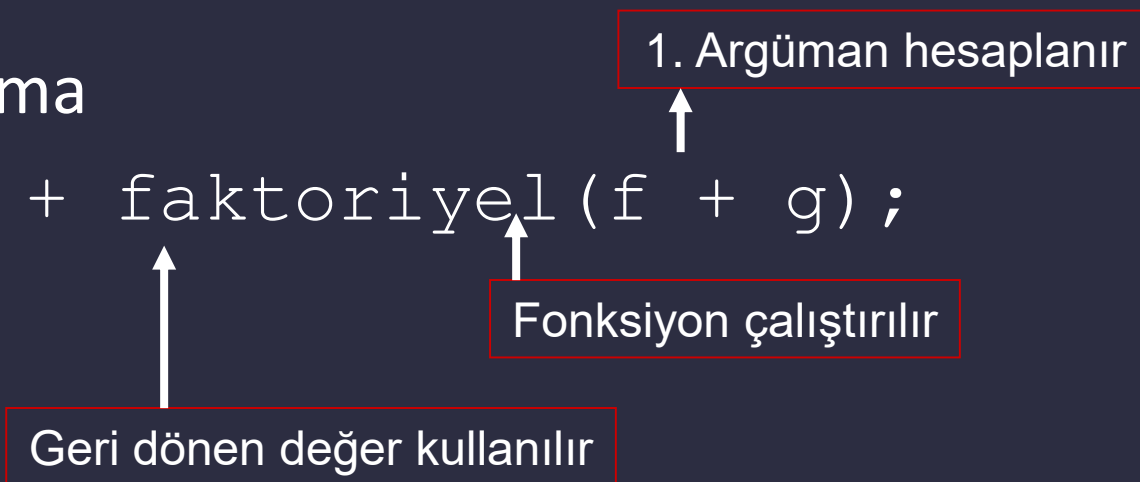 1. Argüman hesaplanır
ma
+ faktoriyel(f + g);
Fonksiyon çalıştırılır
Geri dönen değer kullanılır